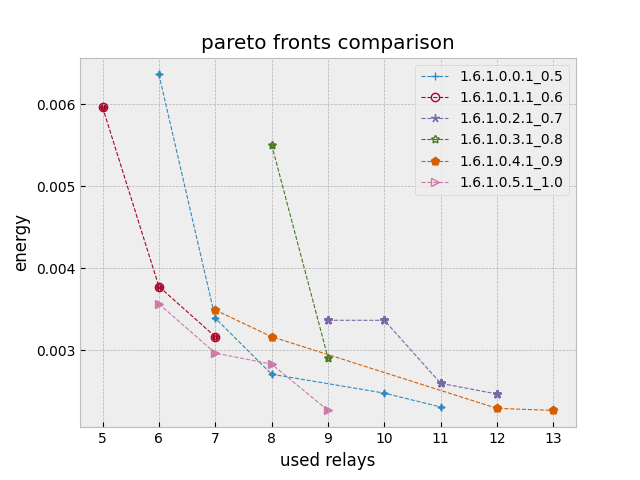 pareto fronts comparison
1.6.1.0.0.1_0.5
1.6.1.0.1.1_0.6
1.6.1.0.2.1_0.7
1.6.1.0.3.1_0.8
1.6.1.0.4.1_0.9
1.6.1.0.5.1_1.0
energy
0.006
0.005
0.004
0.003
5 6 7 8 9 10 11 12 13
used relays